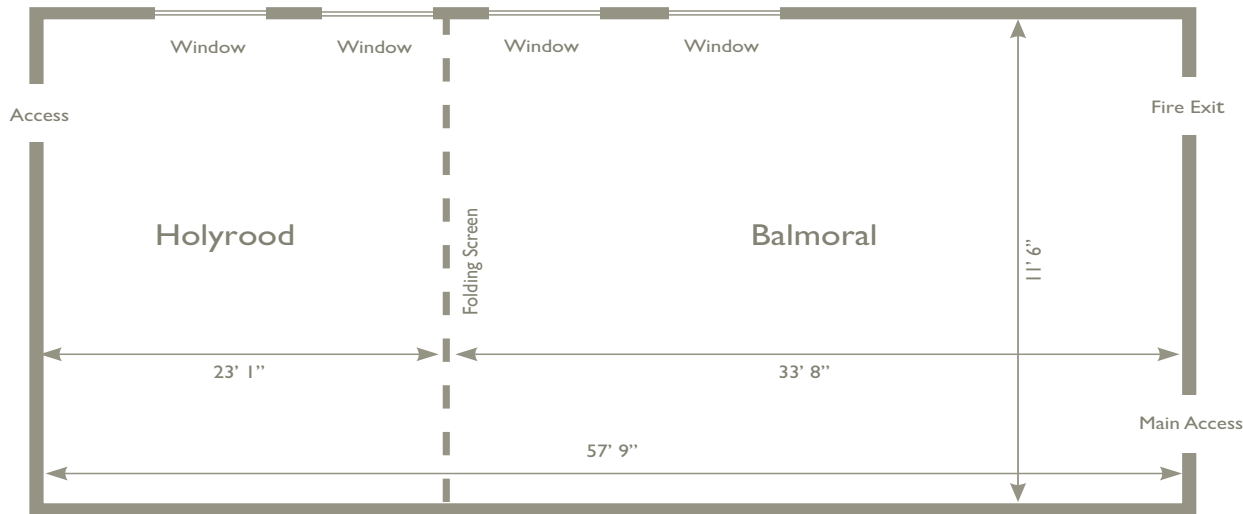 Window
Window
Window
Window
Access
Fire Exit
Holyrood
Folding Screen
Balmoral
11’ 6”
23’ 1”
33’ 8”
Main Access
57’ 9”